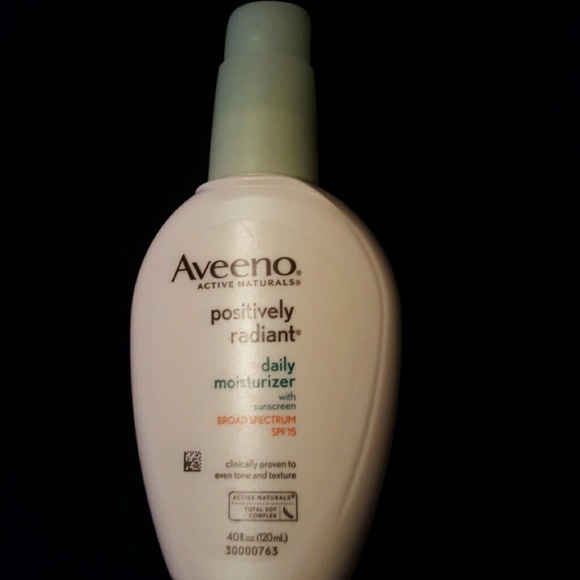 Aveeno®
ACTIVE NATURALS®
positively
radiant®
daily
moisturizer
with
sunscreen
BROAD SPECTRUM
SPF 15
clinically proven to
even tone and texture
ACTIVE NATURALS®
TOTAL SOY
COMPLEX
4.0 fl. oz. (120 mL)
30000763